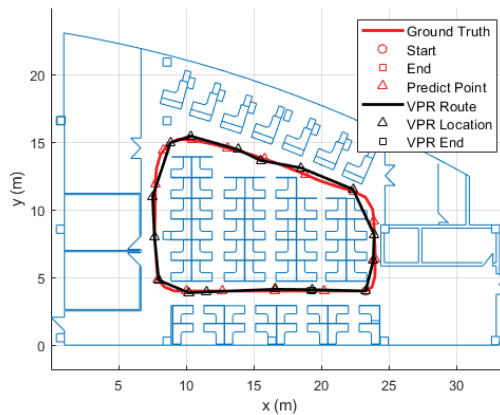 Ground Truth
Start
End
Predict Point
VPR Route
VPR Location
VPR End
20
15
10
5
0
y (m)
5
10
15
20
25
30
x (m)